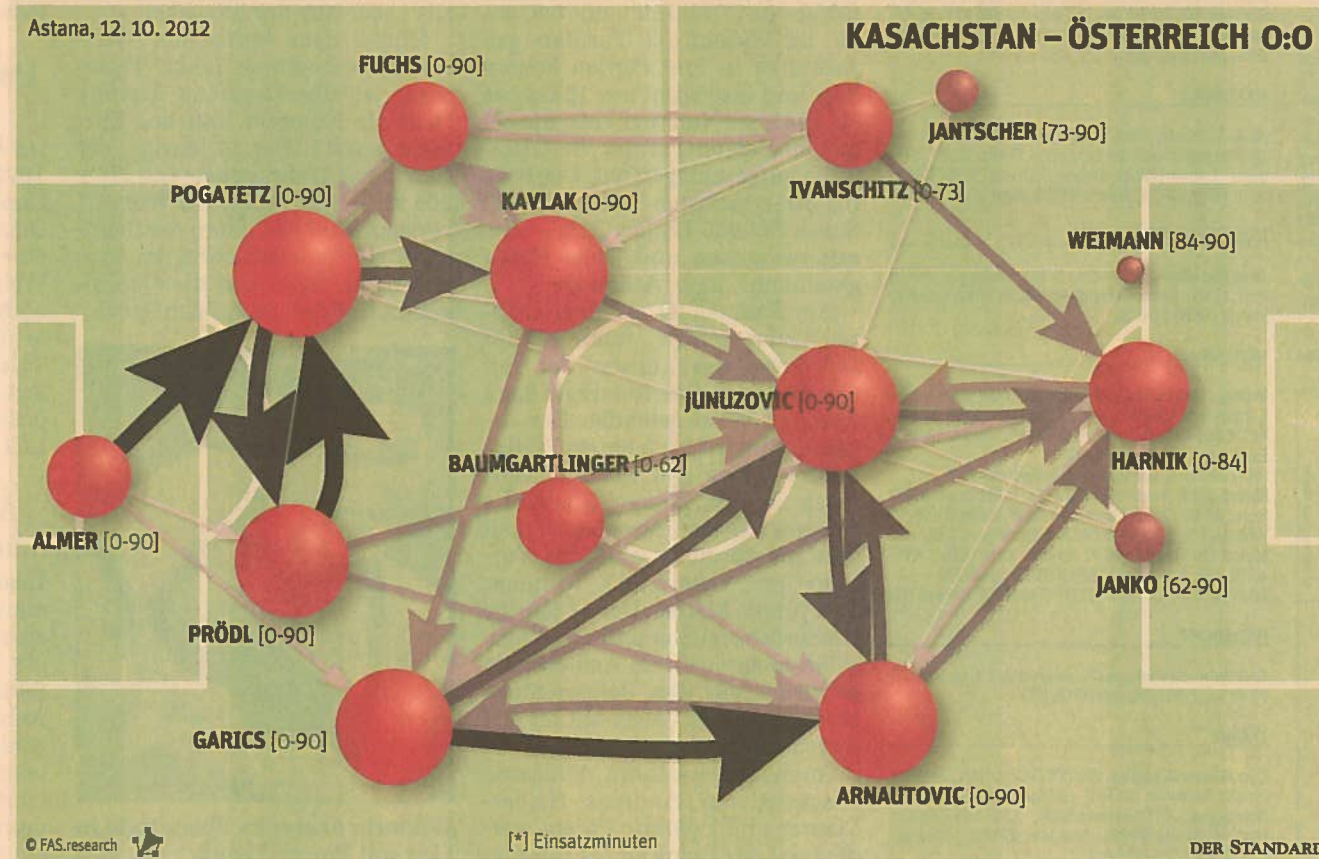 Astana, 12. 10. 2012
KASACHSTAN – ÖSTERREICH 0:0
FUCHS [0-90]
JANTSCHER [73-90]
POGATETZ [0-90]
KAVLAK [0-90]
IVANSCHITZ [0-73]
WEIMANN [84-90]
JUNUZOVIC [0-90]
BAUMGARTLINGER [0-62]
HARNIK [0-84]
ALMER [0-90]
JANKO [62-90]
PRÖDL [0-90]
GARICS [0-90]
ARNAUTOVIC [0-90]
© FAS.research
[*] Einsatzminuten
DER STANDARD